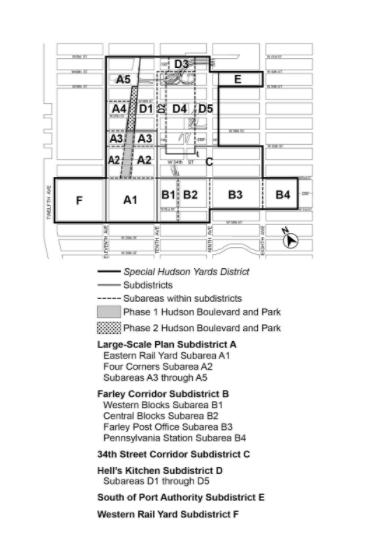 D3
A5
E
A4
D1
D2
D4
D5
A3
A3
W 34th ST
C
A2
A2
F
A1
B1
B2
B3
B4
TWELFTH AVE
ELEVENTH AVE
TENTH AVE
NINTH AVE
EIGHTH AVE
N
Special Hudson Yards District
Subdistricts
Subareas within subdistricts
Phase 1 Hudson Boulevard and Park
Phase 2 Hudson Boulevard and Park
Large-Scale Plan Subdistrict A
Eastern Rail Yard Subarea A1
Four Corners Subarea A2
Subareas A3 through A5
Farley Corridor Subdistrict B
Western Blocks Subarea B1
Central Blocks Subarea B2
Farley Post Office Subarea B3
Pennsylvania Station Subarea B4
34th Street Corridor Subdistrict C
Hell's Kitchen Subdistrict D
Subareas D1 through D5
South of Port Authority Subdistrict E
Western Rail Yard Subdistrict F